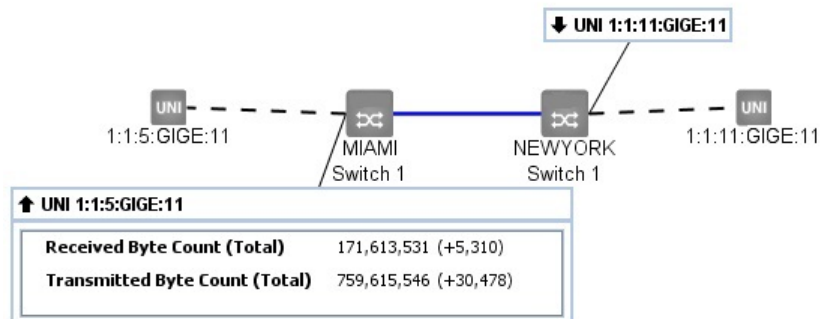 UNI 1:1:11:GIGE:11
UNI
UNI
1:1:5:GIGE:11
MIAMI
Switch 1
NEWYORK
Switch 1
1:1:11:GIGE:11
UNI 1:1:5:GIGE:11
Received Byte Count (Total) 171,613,531 (+5,310)
Transmitted Byte Count (Total) 759,615,546 (+30,478)